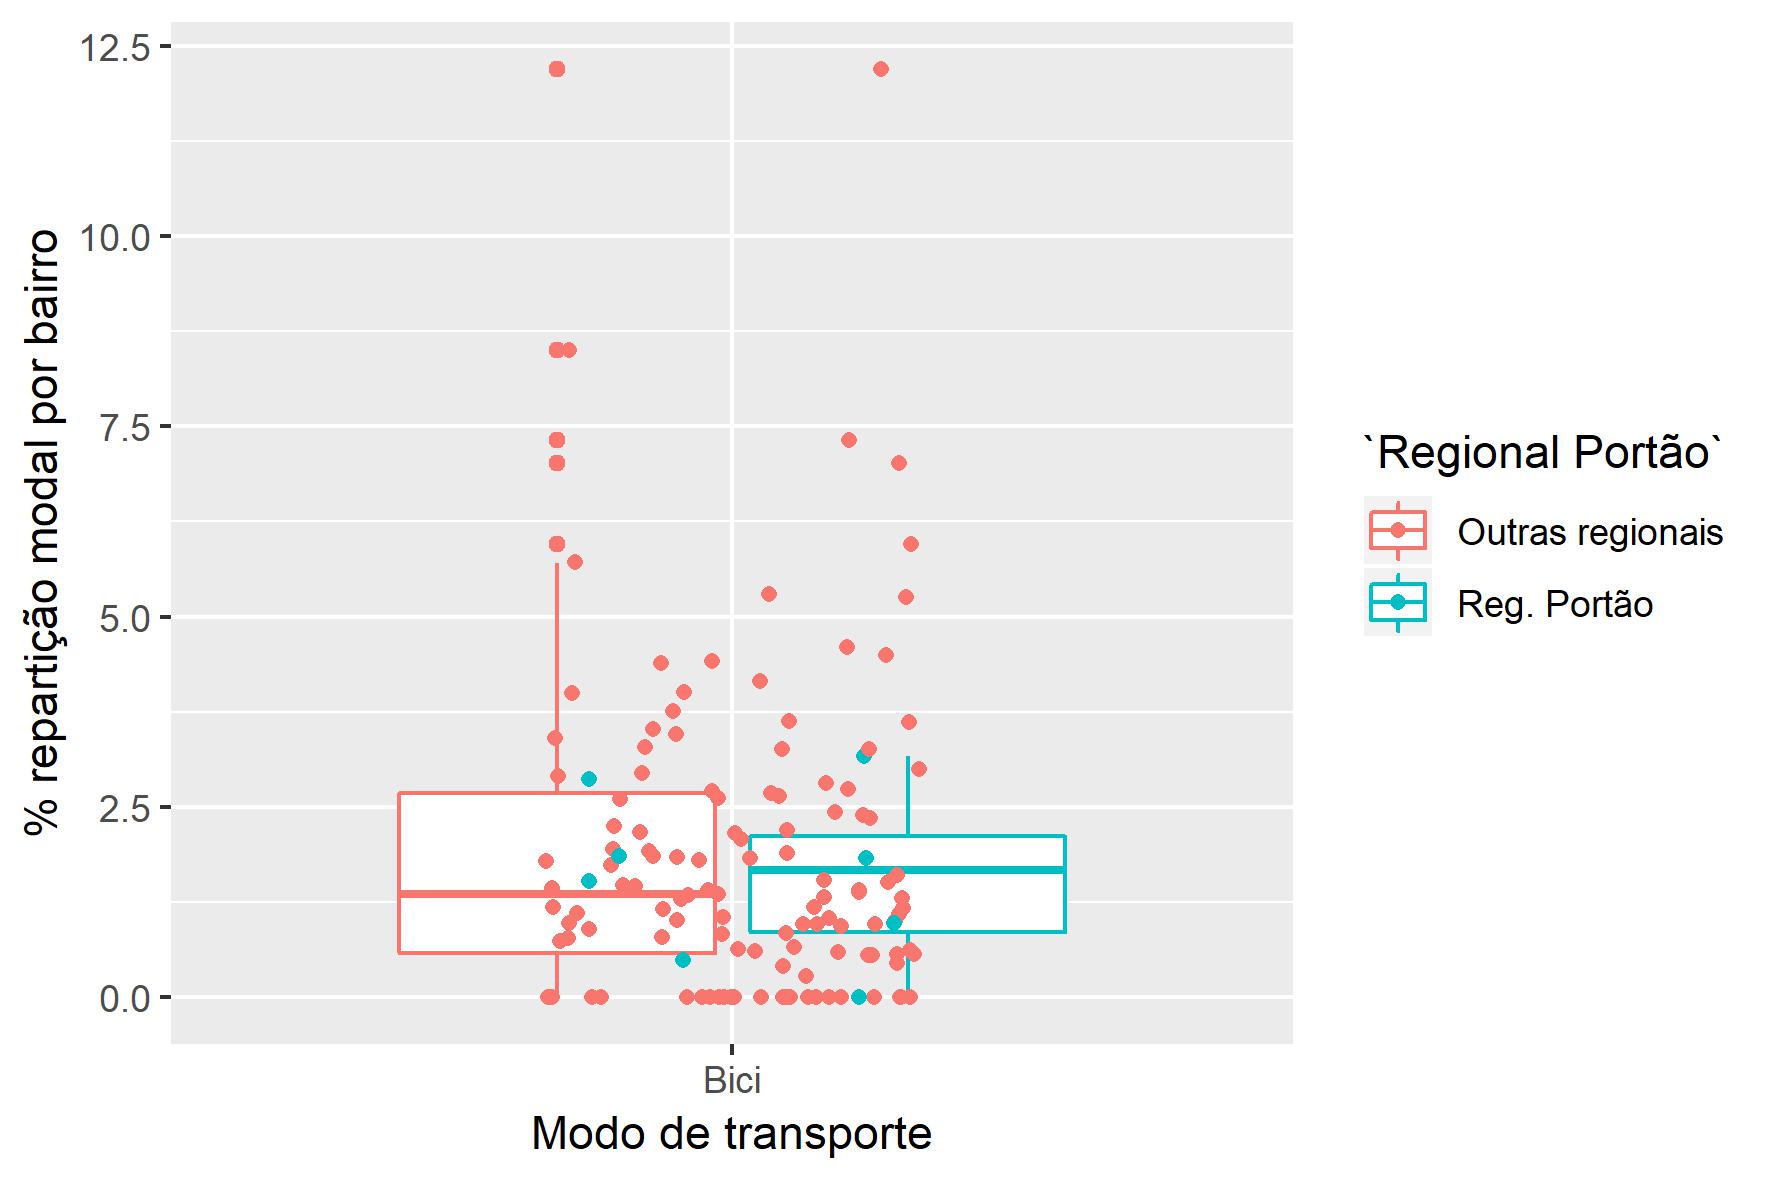 12.5
10.0
7.5
5.0
2.5
0.0
% repartição modal por bairro
Bici
Modo de transporte
`Regional Portão`
Outras regionais
Reg. Portão